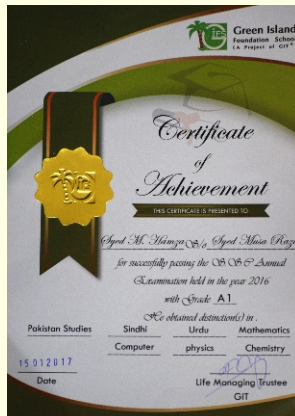 Green Island
Foundation School
(A Project of GIT
Certificate
of
Achievement
THIS CERTIFICATE IS PRESENTED TO
Syed M. Hamza S/o Syed Musa Raza
for successfully passing the S S C Annual
Examination held in the year 2016
with Grade A1
He obtained distinction(s) in .
Pakistan Studies Sindhi Urdu Mathematics
Computer physics Chemistry
15 012017
Date
Life Managing Trustee
GIT